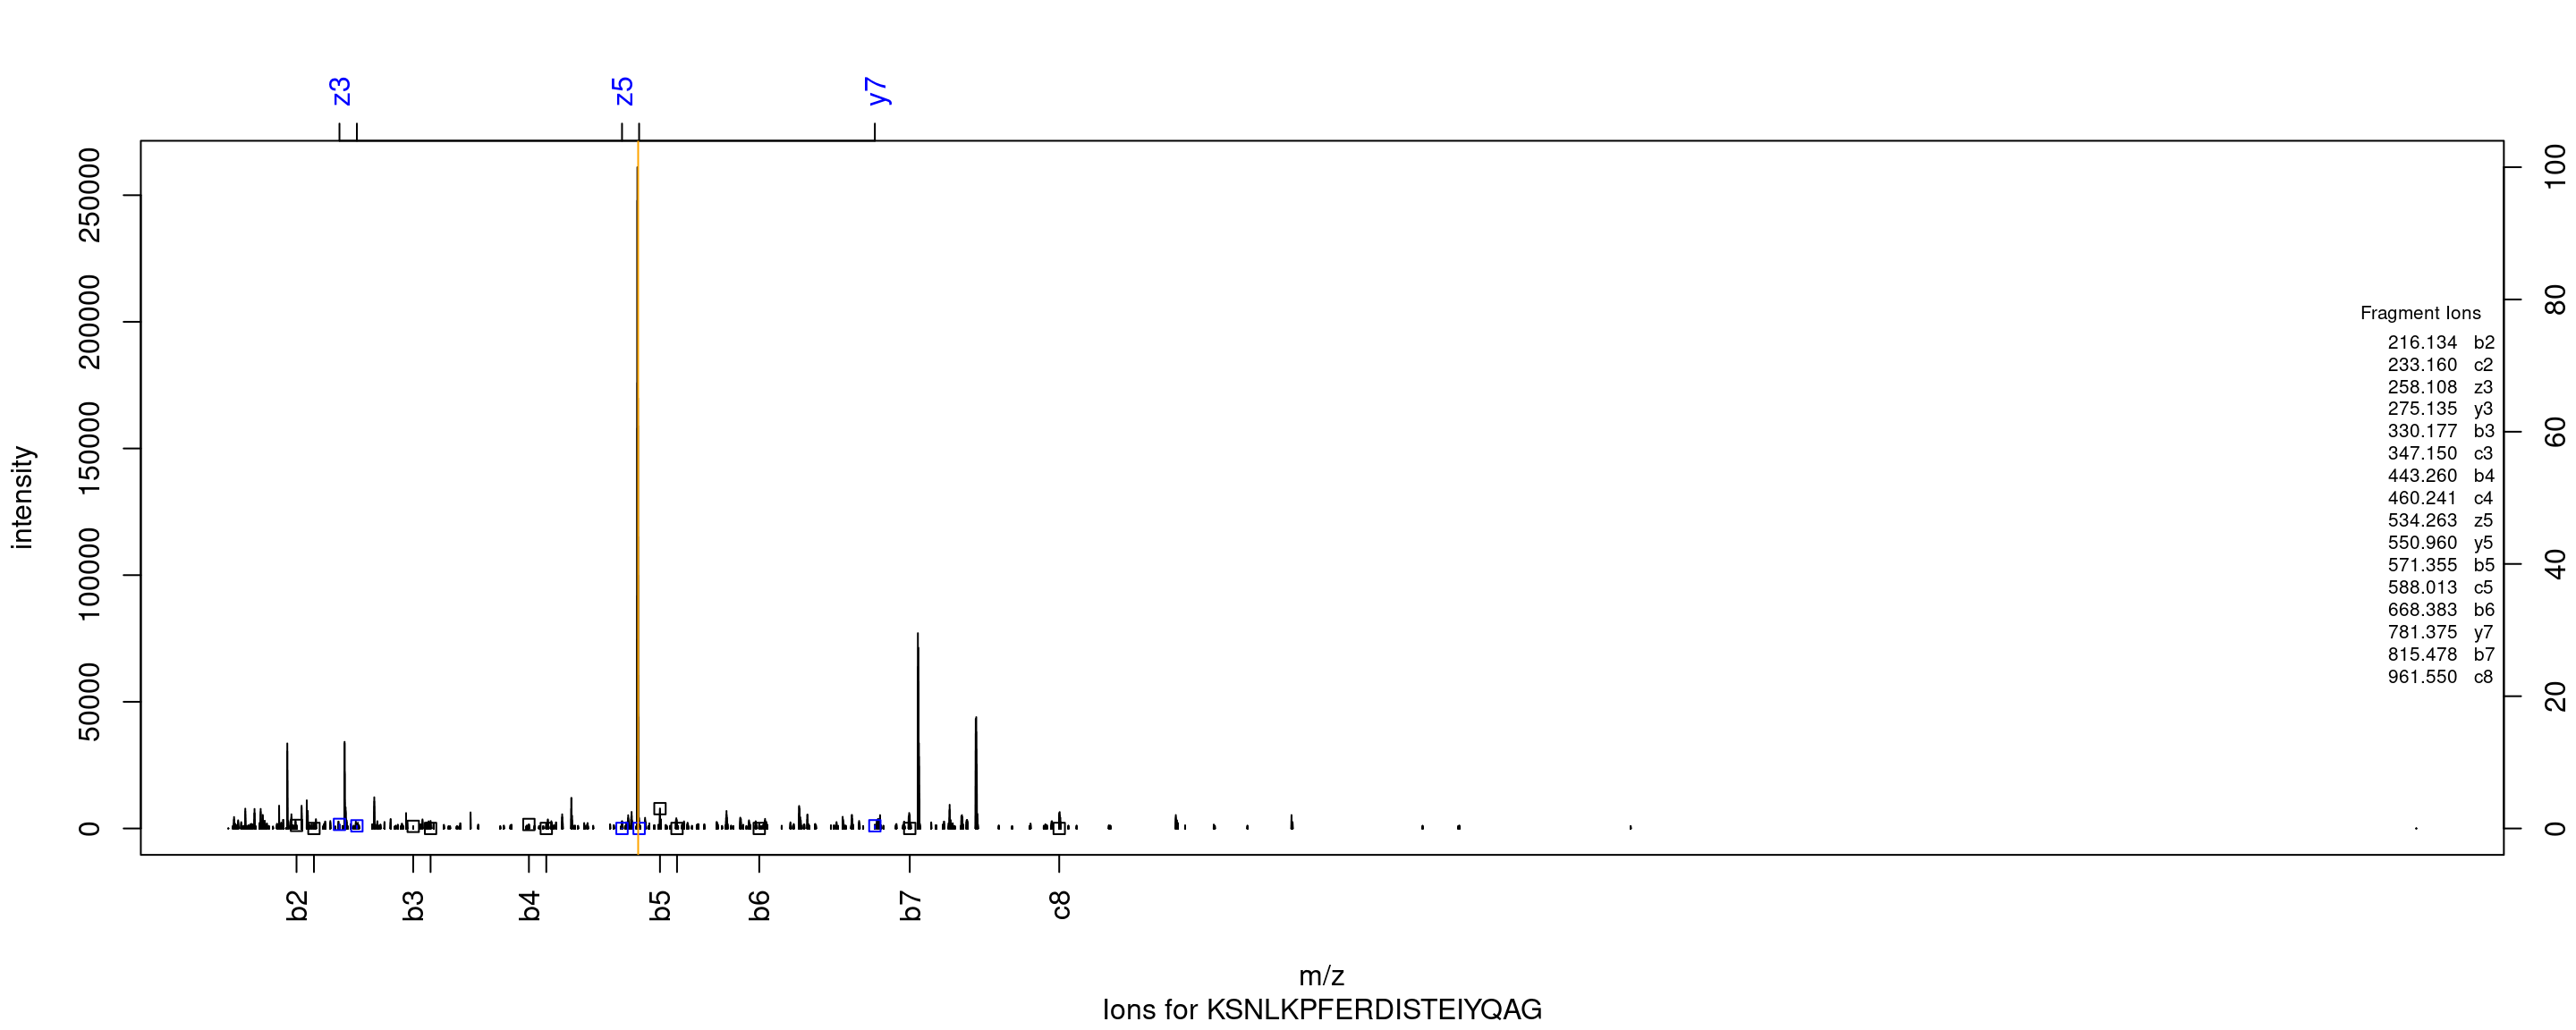 z3
z5
y7
250000
200000
150000
100000
50000
0
intensity
100
80
60
40
20
0
Fragment Ions
216.134 b2
233.160 c2
258.108 z3
275.135 y3
330.177 b3
347.150 c3
443.260 b4
460.241 c4
534.263 z5
550.960 y5
571.355 b5
588.013 c5
668.383 b6
781.375 y7
815.478 b7
961.550 c8
b2
b3
b4
b5
b6
b7
c8
m/z
Ions for KSNLKPFERDISTEIYQAG